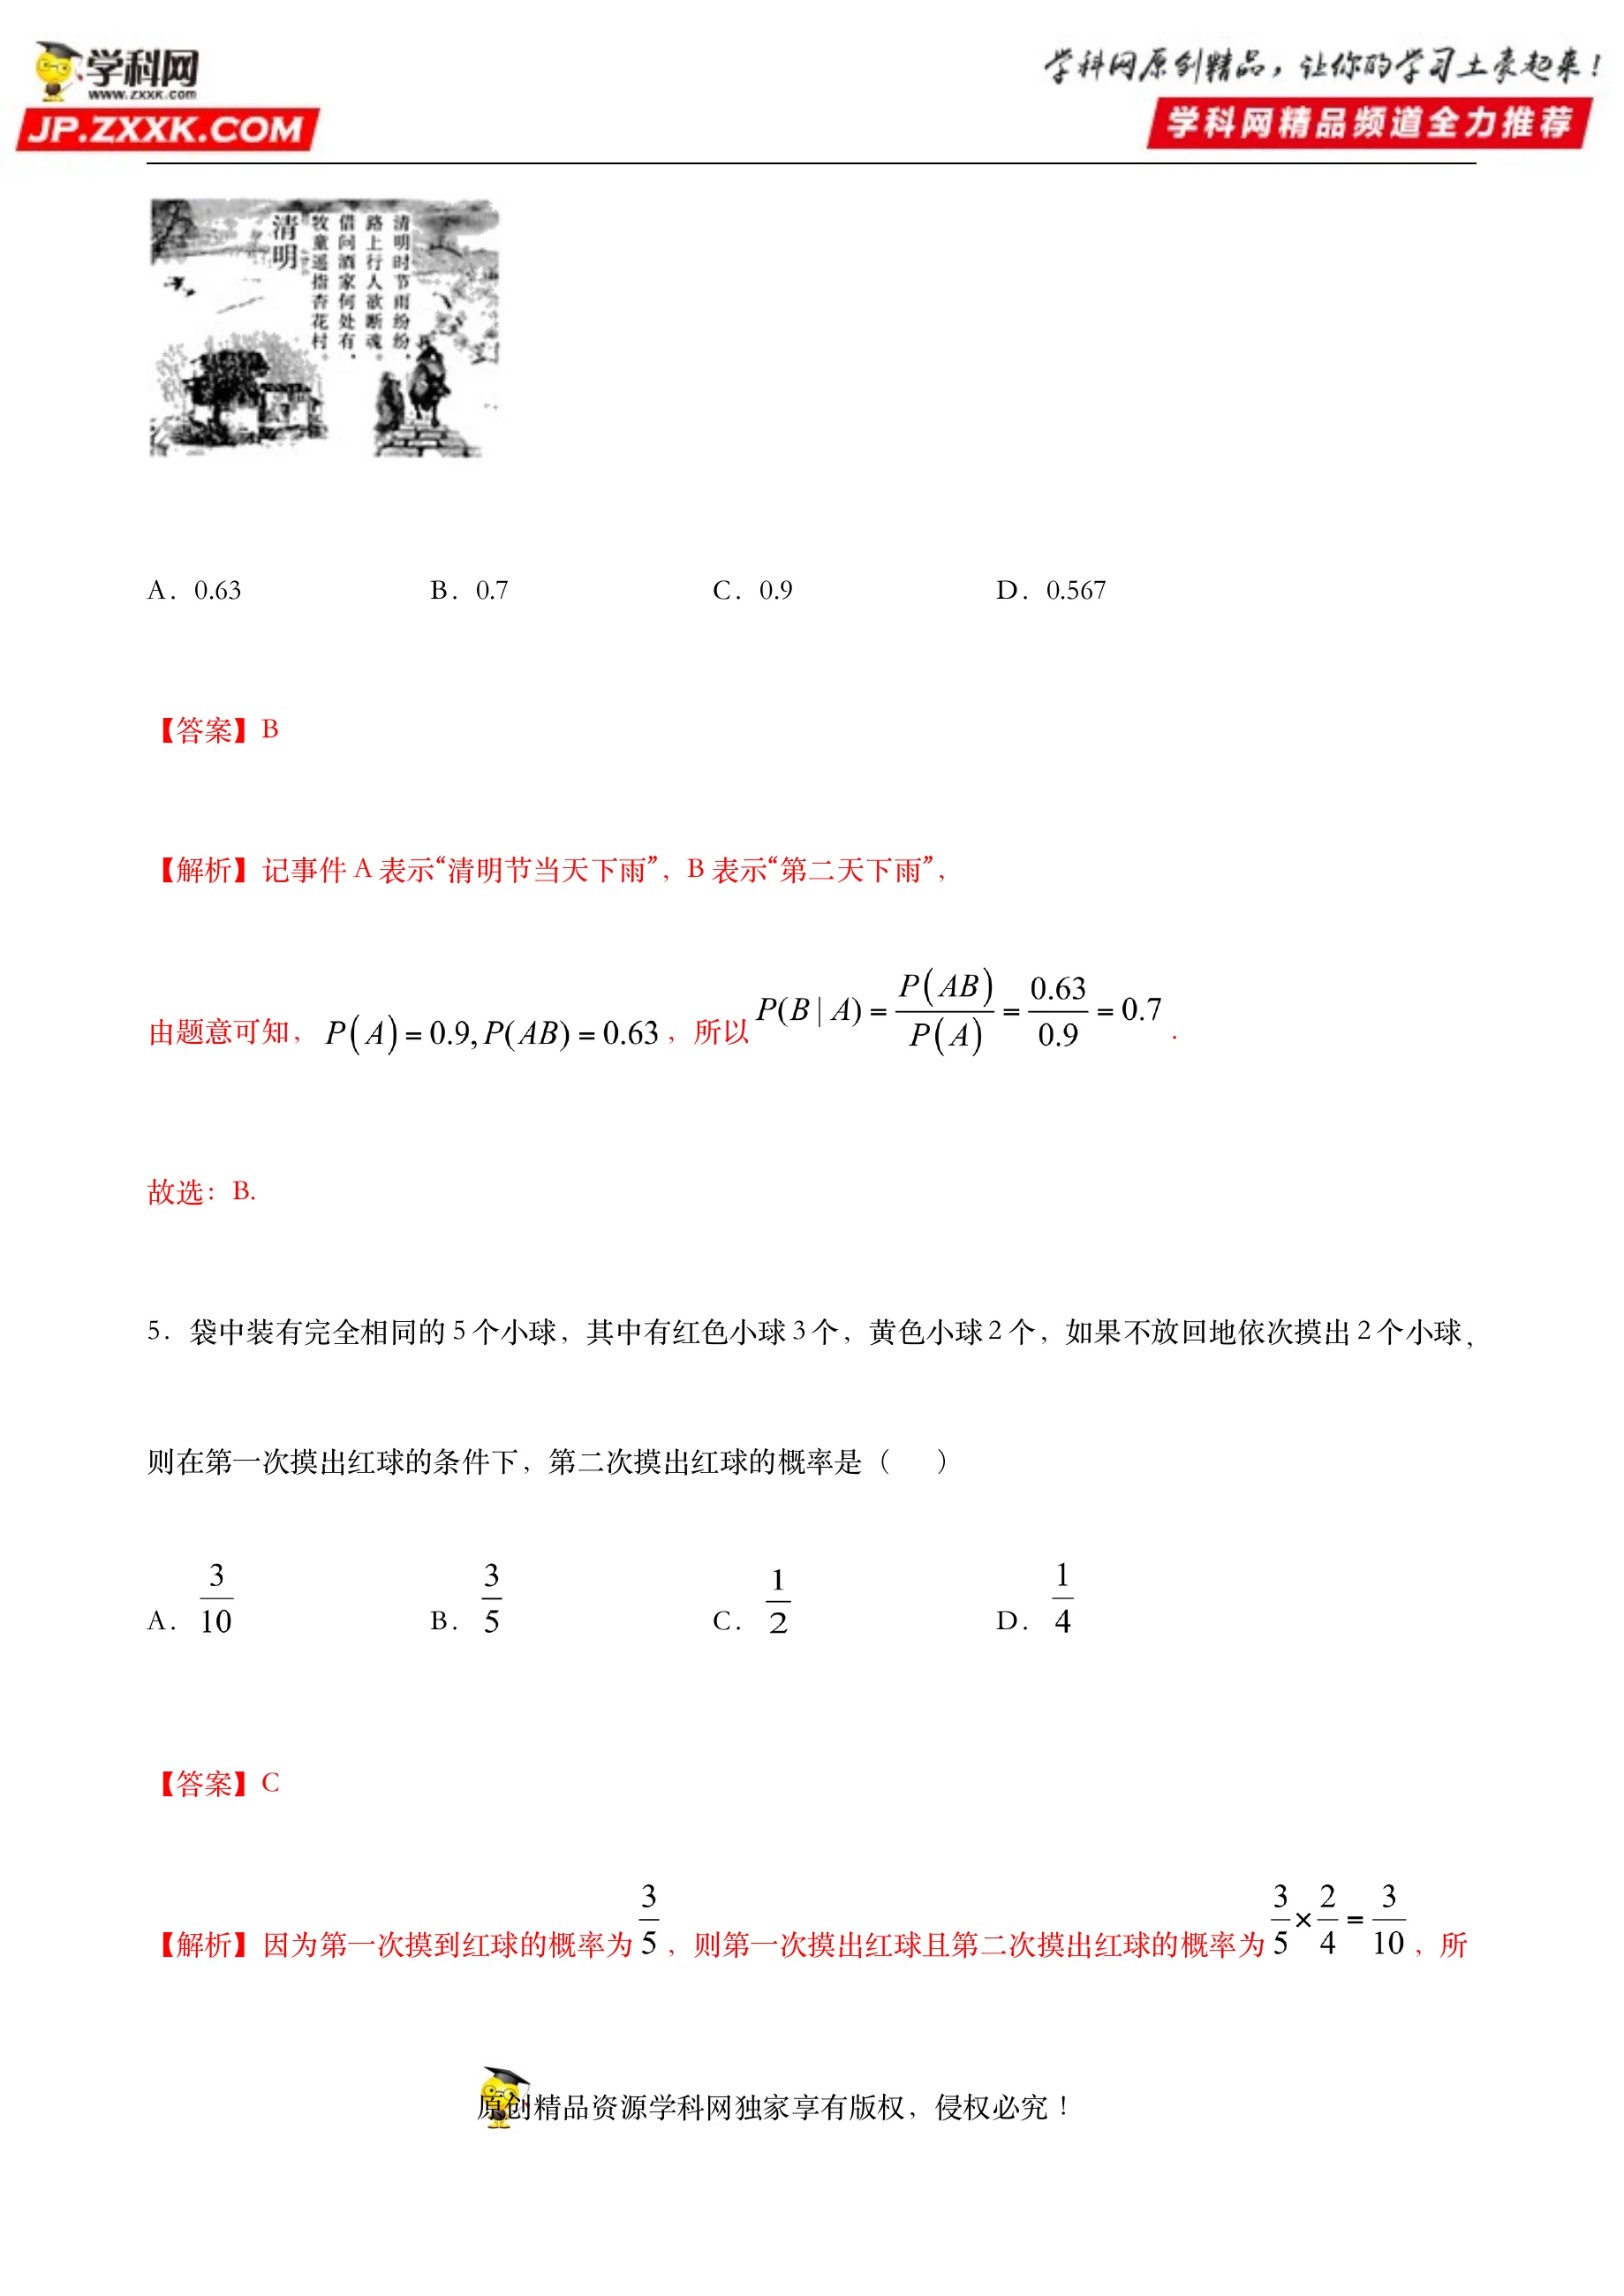 学科网
www.zxxk.com
JP.ZXXK.COM
学科网原创精品，让你的学习土豪起来！
学科网精品频道全力推荐
清明
清明时节雨纷纷，
路上行人欲断魂。
借问酒家何处有，
牧童遥指杏花村。
A．0.63 B．0.7 C．0.9 D．0.567
【答案】B
【解析】记事件 A 表示“清明节当天下雨”，B 表示“第二天下雨”，
由题意可知，P(A)=0.9,P(AB)=0.63，所以P(B|A)=P(AB)/P(A)=0.63/0.9=0.7.
故选：B.
5．袋中装有完全相同的 5 个小球，其中有红色小球 3 个，黄色小球 2 个，如果不放回地依次摸出 2 个小球，
则在第一次摸出红球的条件下，第二次摸出红球的概率是（ ）
A．3/10 B．3/5 C．1/2 D．1/4
【答案】C
【解析】因为第一次摸到红球的概率为3/5，则第一次摸出红球且第二次摸出红球的概率为3/5×2/4=3/10，所
原创精品资源学科网独家享有版权，侵权必究！